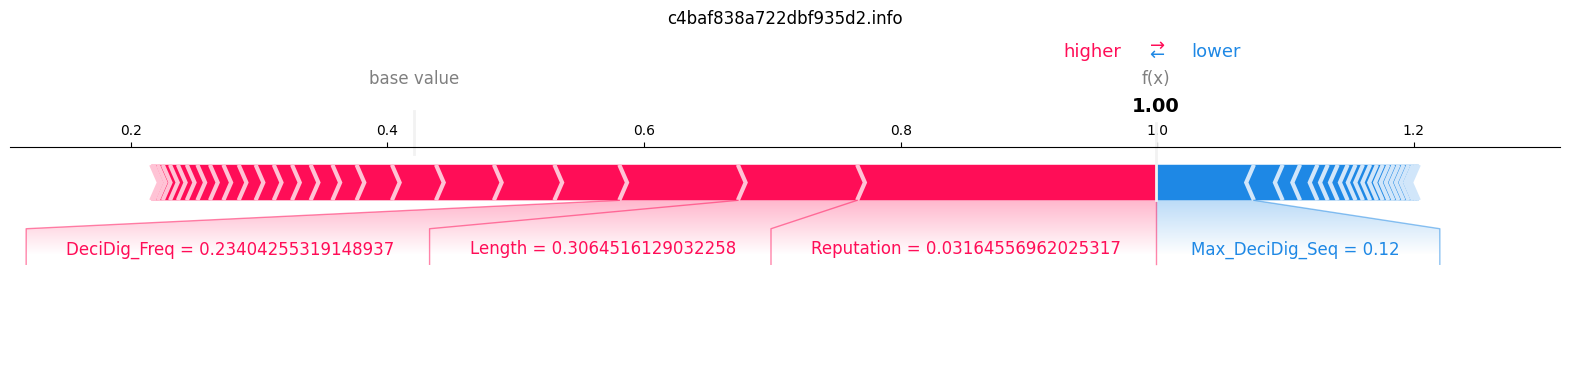 c4baf838a722dbf935d2.info
higher ⇄ lower
base value f(x)
1.00
0.2 0.4 0.6 0.8 1.0 1.2
DeciDig_Freq = 0.23404255319148937 Length = 0.3064516129032258 Reputation = 0.03164556962025317 Max_DeciDig_Seq = 0.12